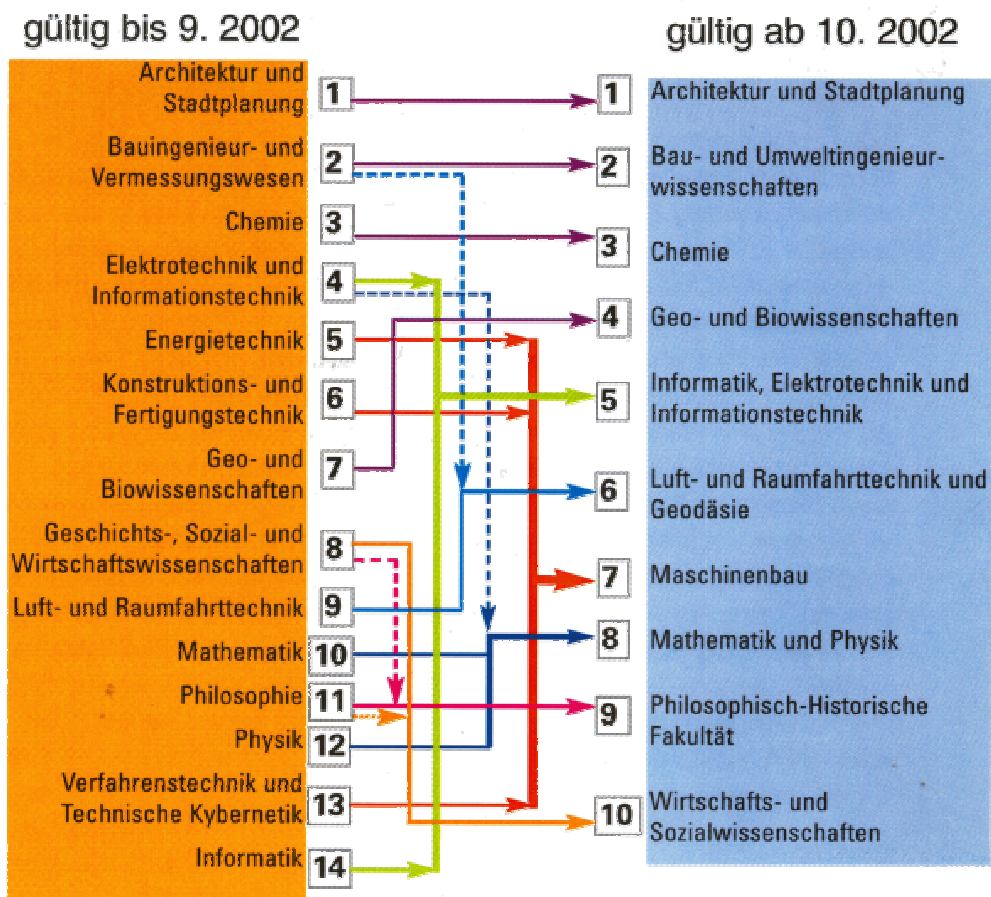 gültig bis 9. 2002
Architektur und
Stadtplanung
1
Bauingenieur- und
Vermessungswesen
2
Chemie
3
Elektrotechnik und
Informationstechnik
4
Energietechnik
5
Konstruktions- und
Fertigungstechnik
6
Geo- und
Biowissenschaften
7
Geschichts-, Sozial- und
Wirtschaftswissenschaften
8
Luft- und Raumfahrttechnik
9
Mathematik
10
Philosophie
11
Physik
12
Verfahrenstechnik und
Technische Kybernetik
13
Informatik
14
gültig ab 10. 2002
1
Architektur und Stadtplanung
2
Bau- und Umweltingenieur-
wissenschaften
3
Chemie
4
Geo- und Biowissenschaften
5
Informatik, Elektrotechnik und
Informationstechnik
6
Luft- und Raumfahrttechnik und
Geodäsie
7
Maschinenbau
8
Mathematik und Physik
9
Philosophisch-Historische
Fakultät
10
Wirtschafts- und
Sozialwissenschaften